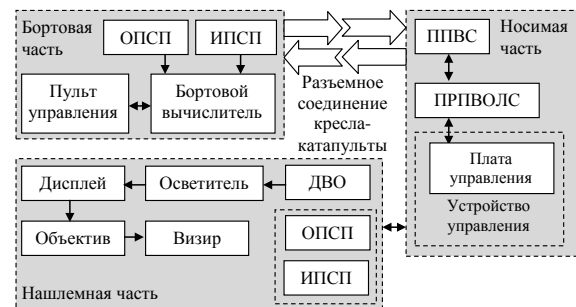 Бортовая
часть
ОПСП
ИПСП
Пульт
управления
Бортовой
вычислитель
Разъемное
соединение
кресла-
катапульты
ППВС
Носимая
часть
ПРПВОЛС
Плата
управления
Устройство
управления
Дисплей
Осветитель
ДВО
Объектив
Визир
ОПСП
ИПСП
Нашлемная часть